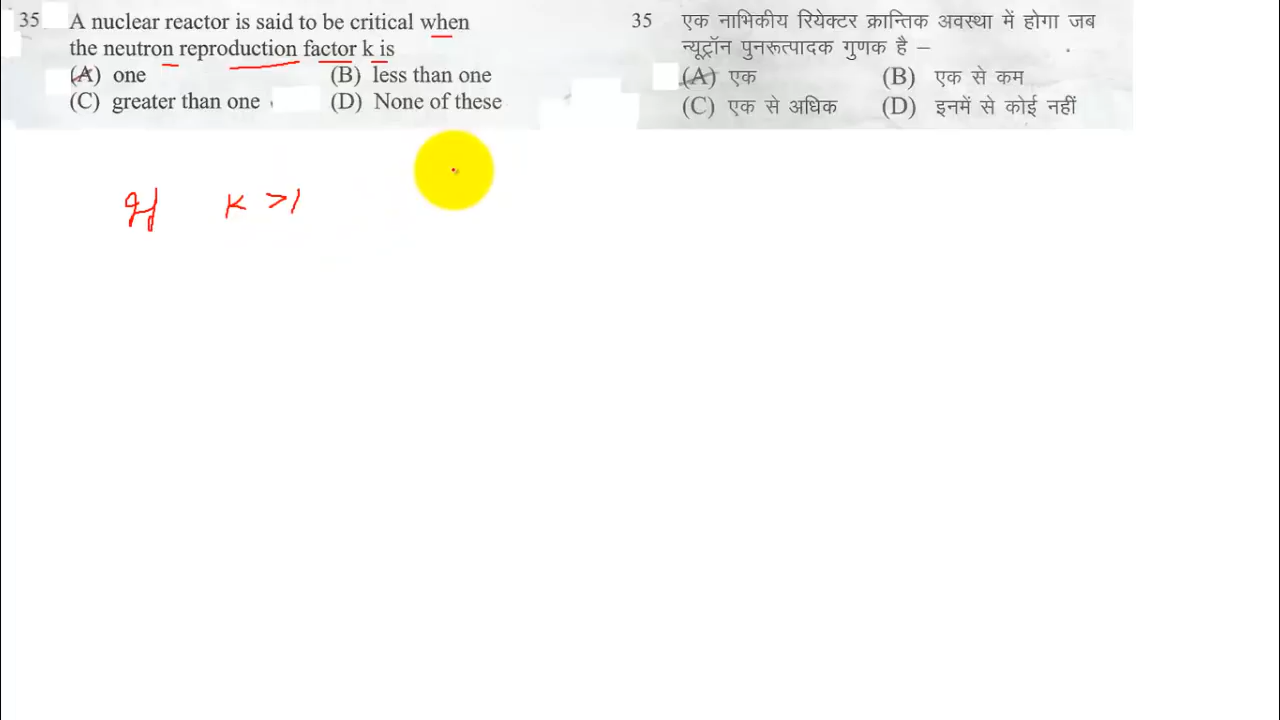 35 A nuclear reactor is said to be critical when
the neutron reproduction factor k is
(A) one (B) less than one
(C) greater than one (D) None of these
35 एक नाभिकीय रियेक्टर क्रान्तिक अवस्था में होगा जब
न्यूट्रॉन पुनरूत्पादक गुणक है –
(A) एक (B) एक से कम
(C) एक से अधिक (D) इनमें से कोई नहीं
If K >1